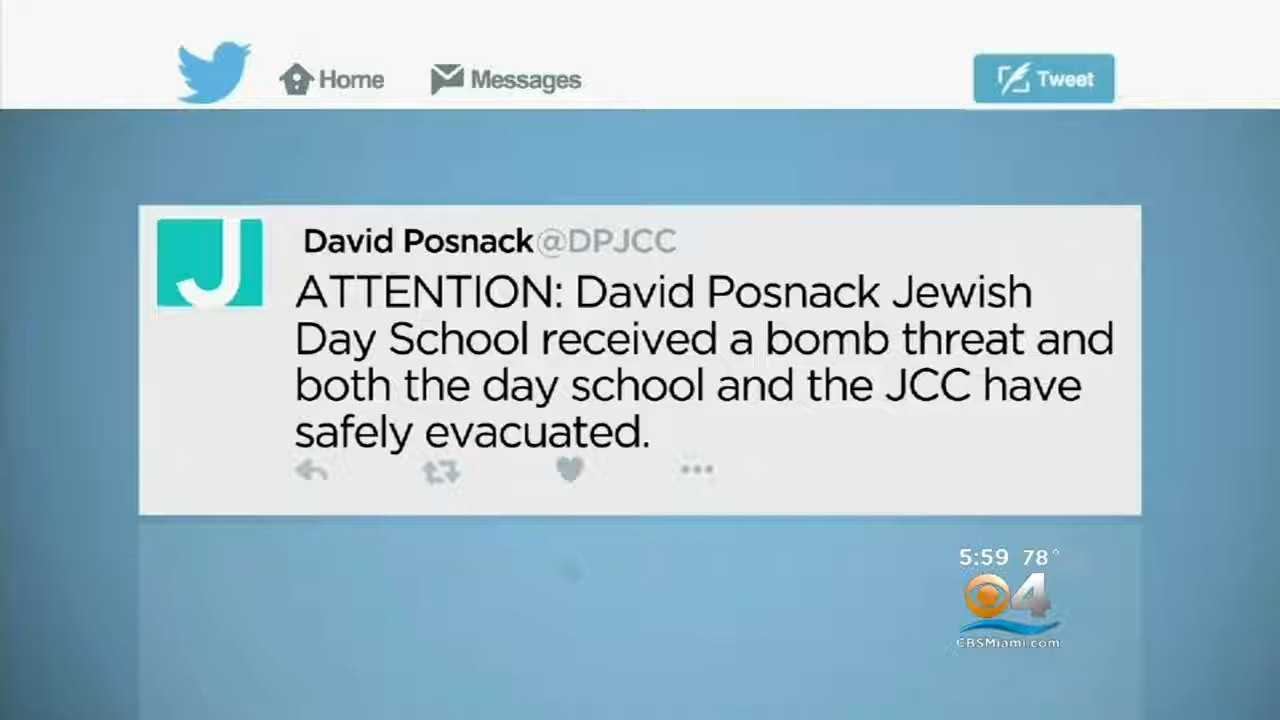 Home Messages Tweet
J
David Posnack@DPJCC
ATTENTION: David Posnack Jewish
Day School received a bomb threat and
both the day school and the JCC have
safely evacuated.
5:59 78°
4
CBSMiami.com